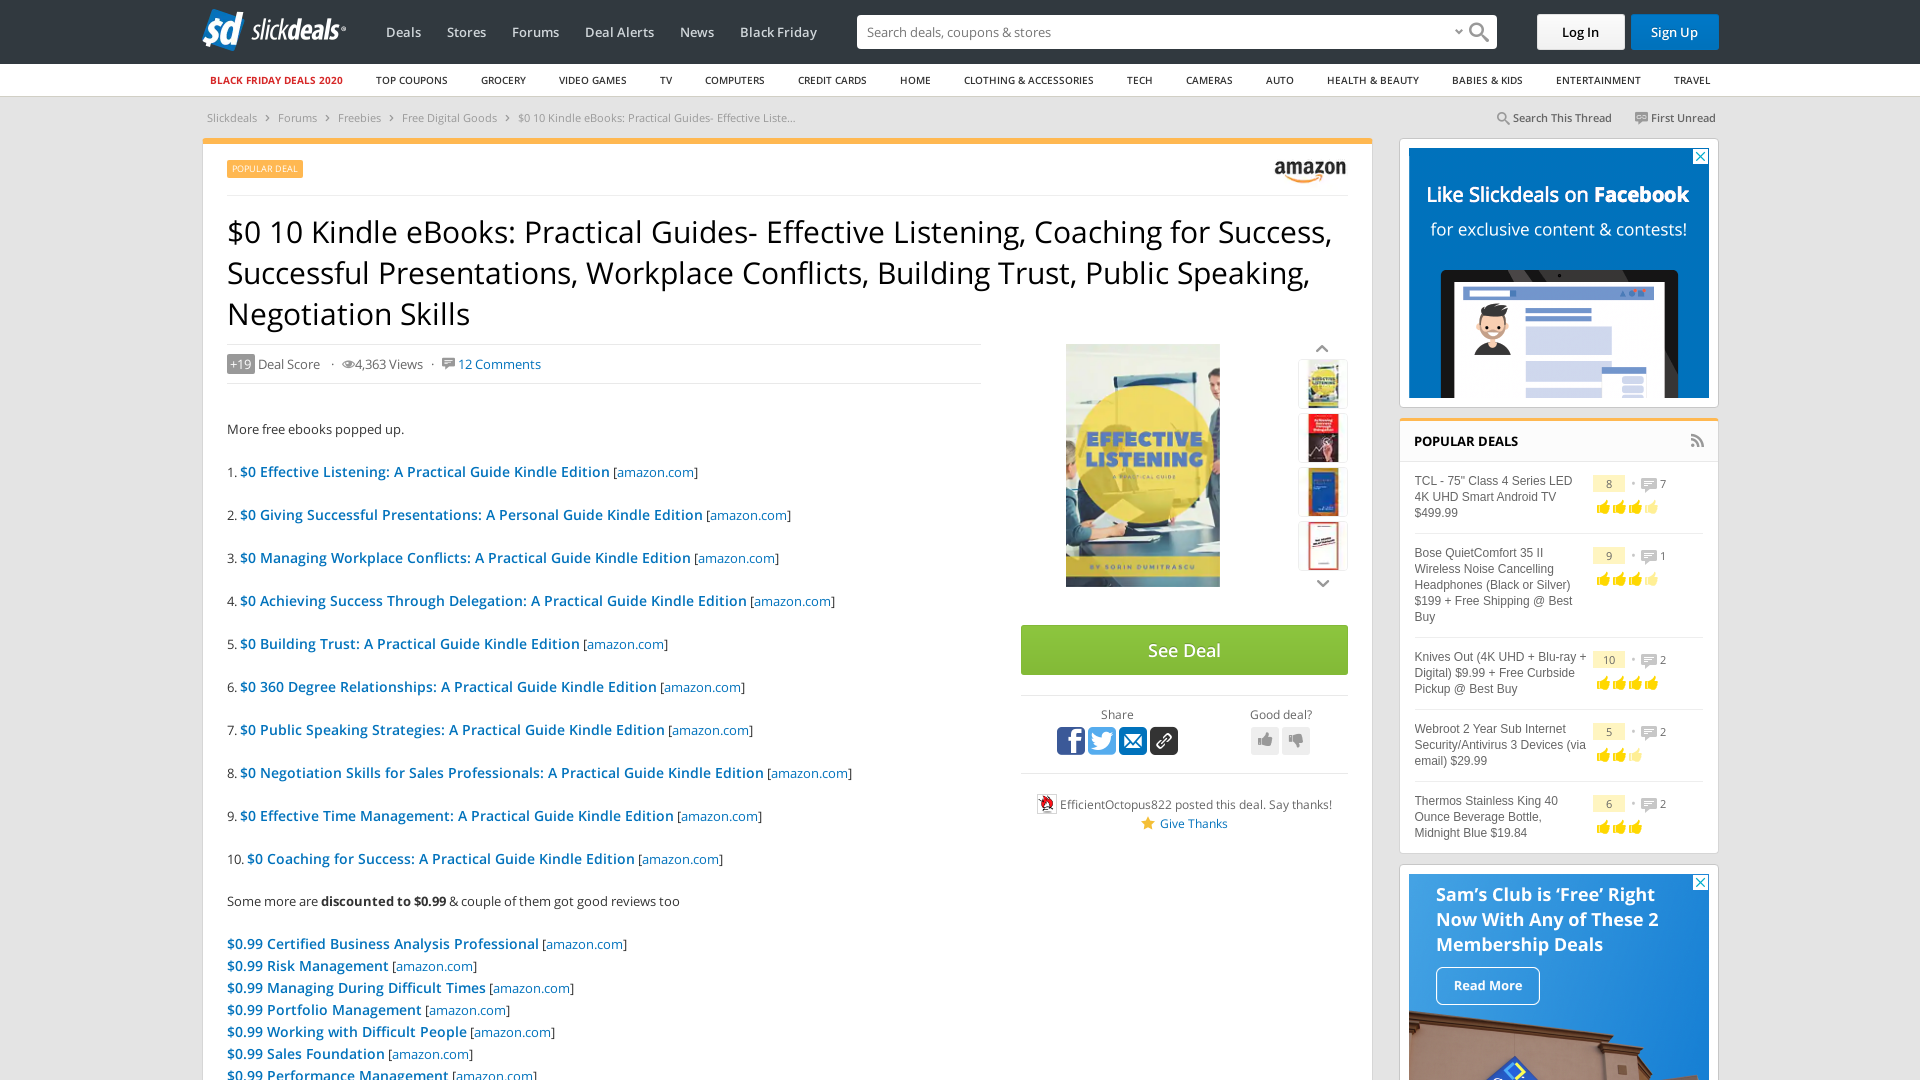 sd slickdeals
Deals Stores Forums Deal Alerts News Black Friday
Search deals, coupons & stores
Log In Sign Up
BLACK FRIDAY DEALS 2020 TOP COUPONS GROCERY VIDEO GAMES TV COMPUTERS CREDIT CARDS HOME CLOTHING & ACCESSORIES TECH CAMERAS AUTO HEALTH & BEAUTY BABIES & KIDS ENTERTAINMENT TRAVEL
Slickdeals › Forums › Freebies › Free Digital Goods › $0 10 Kindle eBooks: Practical Guides- Effective Liste...
Search This Thread First Unread
POPULAR DEAL
amazon
$0 10 Kindle eBooks: Practical Guides- Effective Listening, Coaching for Success,
Successful Presentations, Workplace Conflicts, Building Trust, Public Speaking,
Negotiation Skills
+19 Deal Score · 4,363 Views · 12 Comments
More free ebooks popped up.
1. $0 Effective Listening: A Practical Guide Kindle Edition [amazon.com]
2. $0 Giving Successful Presentations: A Personal Guide Kindle Edition [amazon.com]
3. $0 Managing Workplace Conflicts: A Practical Guide Kindle Edition [amazon.com]
4. $0 Achieving Success Through Delegation: A Practical Guide Kindle Edition [amazon.com]
5. $0 Building Trust: A Practical Guide Kindle Edition [amazon.com]
6. $0 360 Degree Relationships: A Practical Guide Kindle Edition [amazon.com]
7. $0 Public Speaking Strategies: A Practical Guide Kindle Edition [amazon.com]
8. $0 Negotiation Skills for Sales Professionals: A Practical Guide Kindle Edition [amazon.com]
9. $0 Effective Time Management: A Practical Guide Kindle Edition [amazon.com]
10. $0 Coaching for Success: A Practical Guide Kindle Edition [amazon.com]
Some more are discounted to $0.99 & couple of them got good reviews too
$0.99 Certified Business Analysis Professional [amazon.com]
$0.99 Risk Management [amazon.com]
$0.99 Managing During Difficult Times [amazon.com]
$0.99 Portfolio Management [amazon.com]
$0.99 Working with Difficult People [amazon.com]
$0.99 Sales Foundation [amazon.com]
$0.99 Performance Management [amazon.com]
EFFECTIVE
LISTENING
A PRACTICAL GUIDE
BY SORIN DUMITRASCU
See Deal
Share
Good deal?
EfficientOctopus822 posted this deal. Say thanks!
Give Thanks
Like Slickdeals on Facebook
for exclusive content & contests!
POPULAR DEALS
TCL - 75" Class 4 Series LED
4K UHD Smart Android TV
$499.99
8 • 7
Bose QuietComfort 35 II
Wireless Noise Cancelling
Headphones (Black or Silver)
$199 + Free Shipping @ Best
Buy
9 • 1
Knives Out (4K UHD + Blu-ray +
Digital) $9.99 + Free Curbside
Pickup @ Best Buy
10 • 2
Webroot 2 Year Sub Internet
Security/Antivirus 3 Devices (via
email) $29.99
5 • 2
Thermos Stainless King 40
Ounce Beverage Bottle,
Midnight Blue $19.84
6 • 2
Sam's Club is 'Free' Right
Now With Any of These 2
Membership Deals
Read More